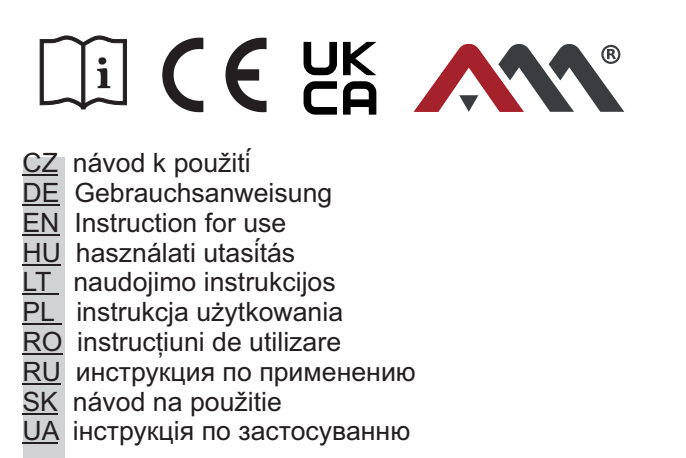 i CE UK CA AM ®
CZ návod k použití
DE Gebrauchsanweisung
EN Instruction for use
HU használati utasítás
LT naudojimo instrukcijos
PL instrukcja użytkowania
RO instrucțiuni de utilizare
RU инструкция по применению
SK návod na použitie
UA інструкція по застосуванню